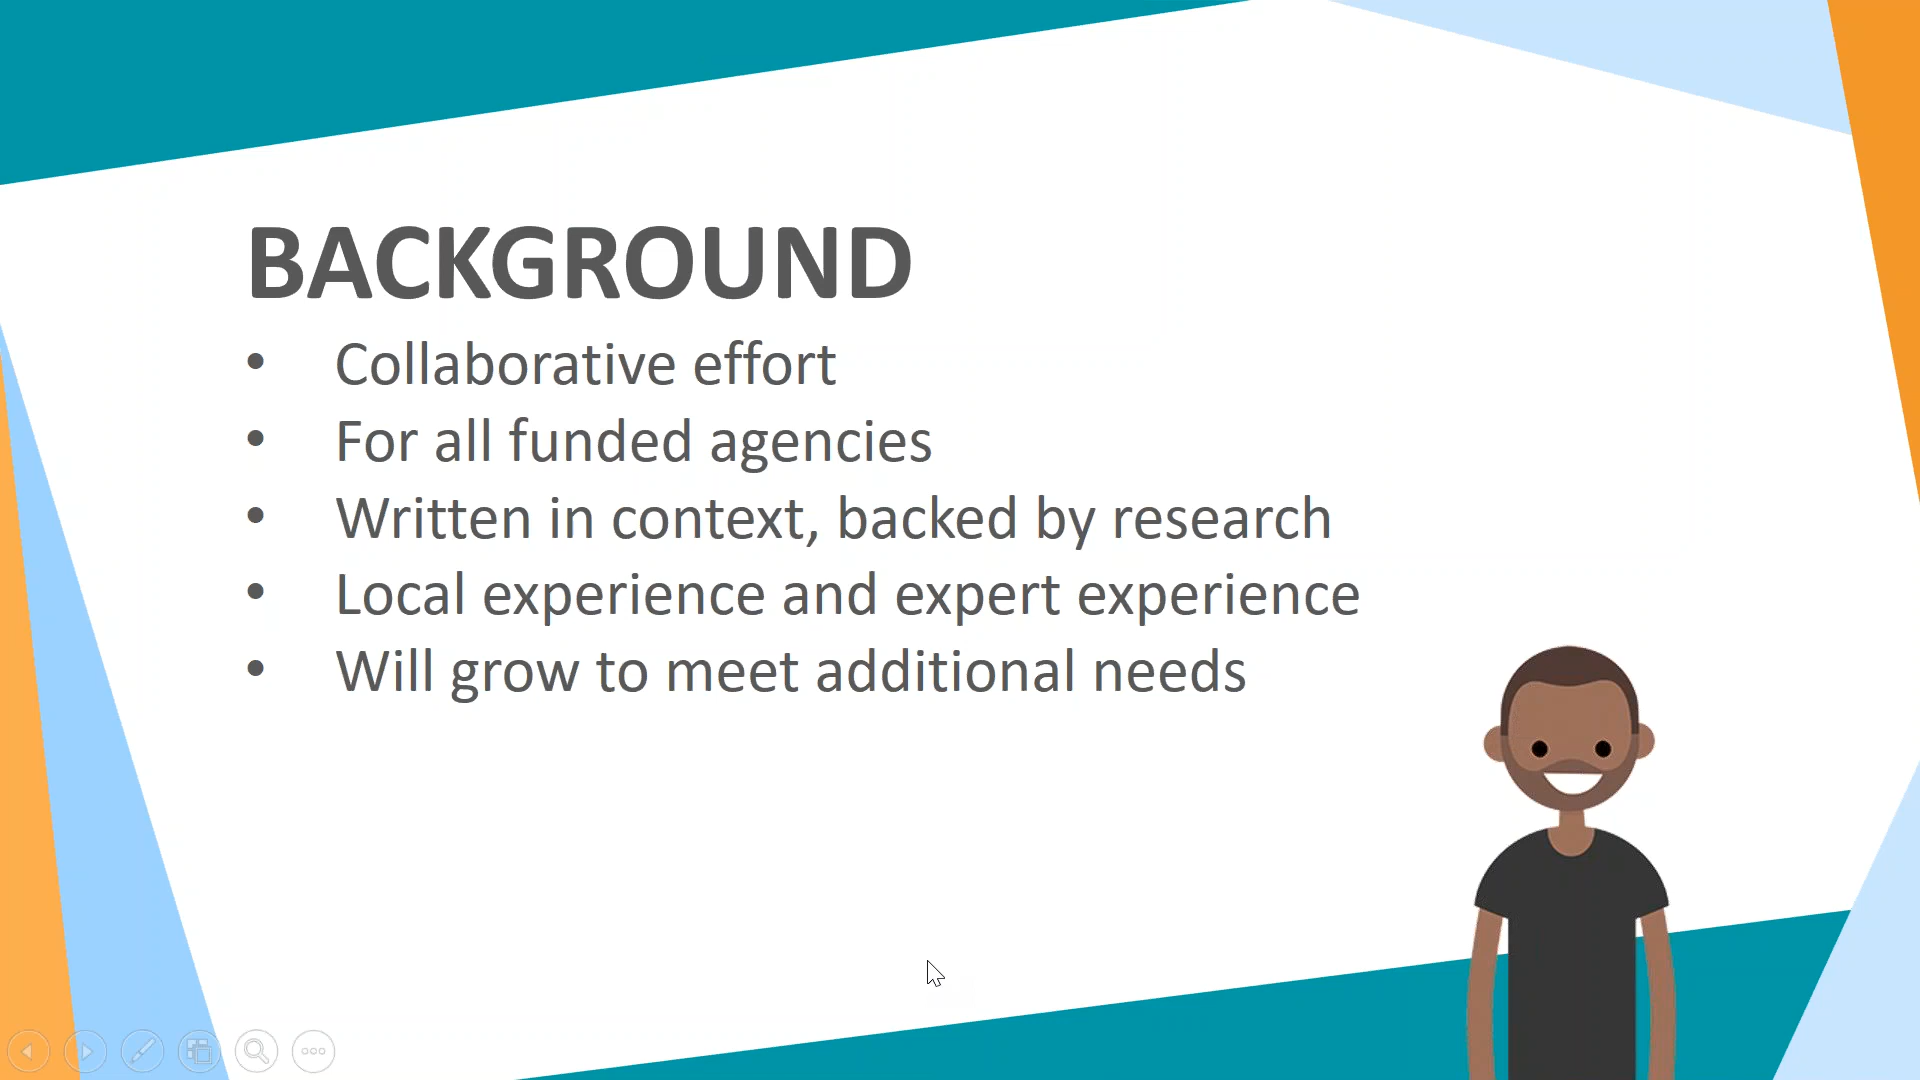 BACKGROUND
• Collaborative effort
• For all funded agencies
• Written in context, backed by research
• Local experience and expert experience
• Will grow to meet additional needs